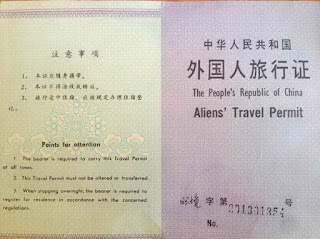 注意事项
1、本证应随身携带。
2、本证不得涂改或转让。
3、旅行途中住宿，应按规定办理住宿登
记。
Points for attention
1. The bearer is required to carry this Travel Permit
at all times.
2. This Travel Permit must not be altered or transferred.
3. When stopping overnight, the bearer is required to
register for residence in accordance with the concerned
regulations.
中华人民共和国
外国人旅行证
The People's Republic of China
Aliens' Travel Permit
字第 号
No.